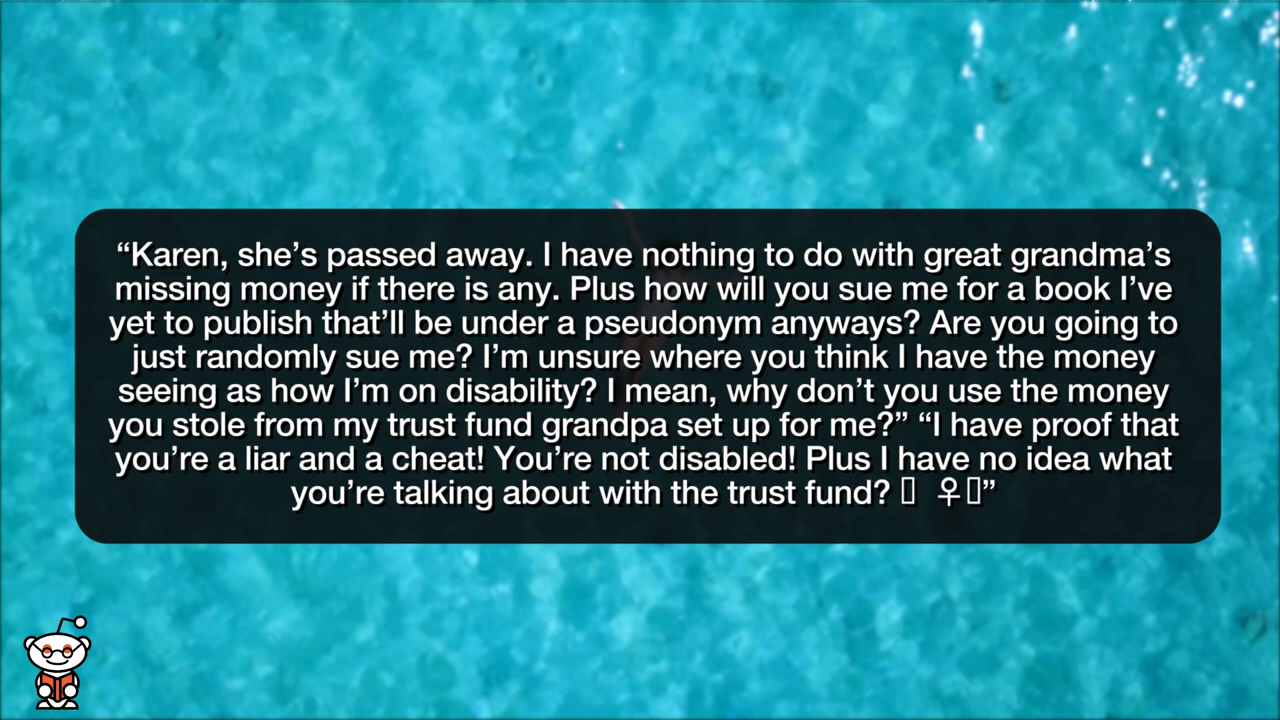 “Karen, she’s passed away. I have nothing to do with great grandma’s
missing money if there is any. Plus how will you sue me for a book I’ve
yet to publish that’ll be under a pseudonym anyways? Are you going to
just randomly sue me? I’m unsure where you think I have the money
seeing as how I’m on disability? I mean, why don’t you use the money
you stole from my trust fund grandpa set up for me?” “I have proof that
you’re a liar and a cheat! You’re not disabled! Plus I have no idea what
you’re talking about with the trust fund? ▯ ♀▯”